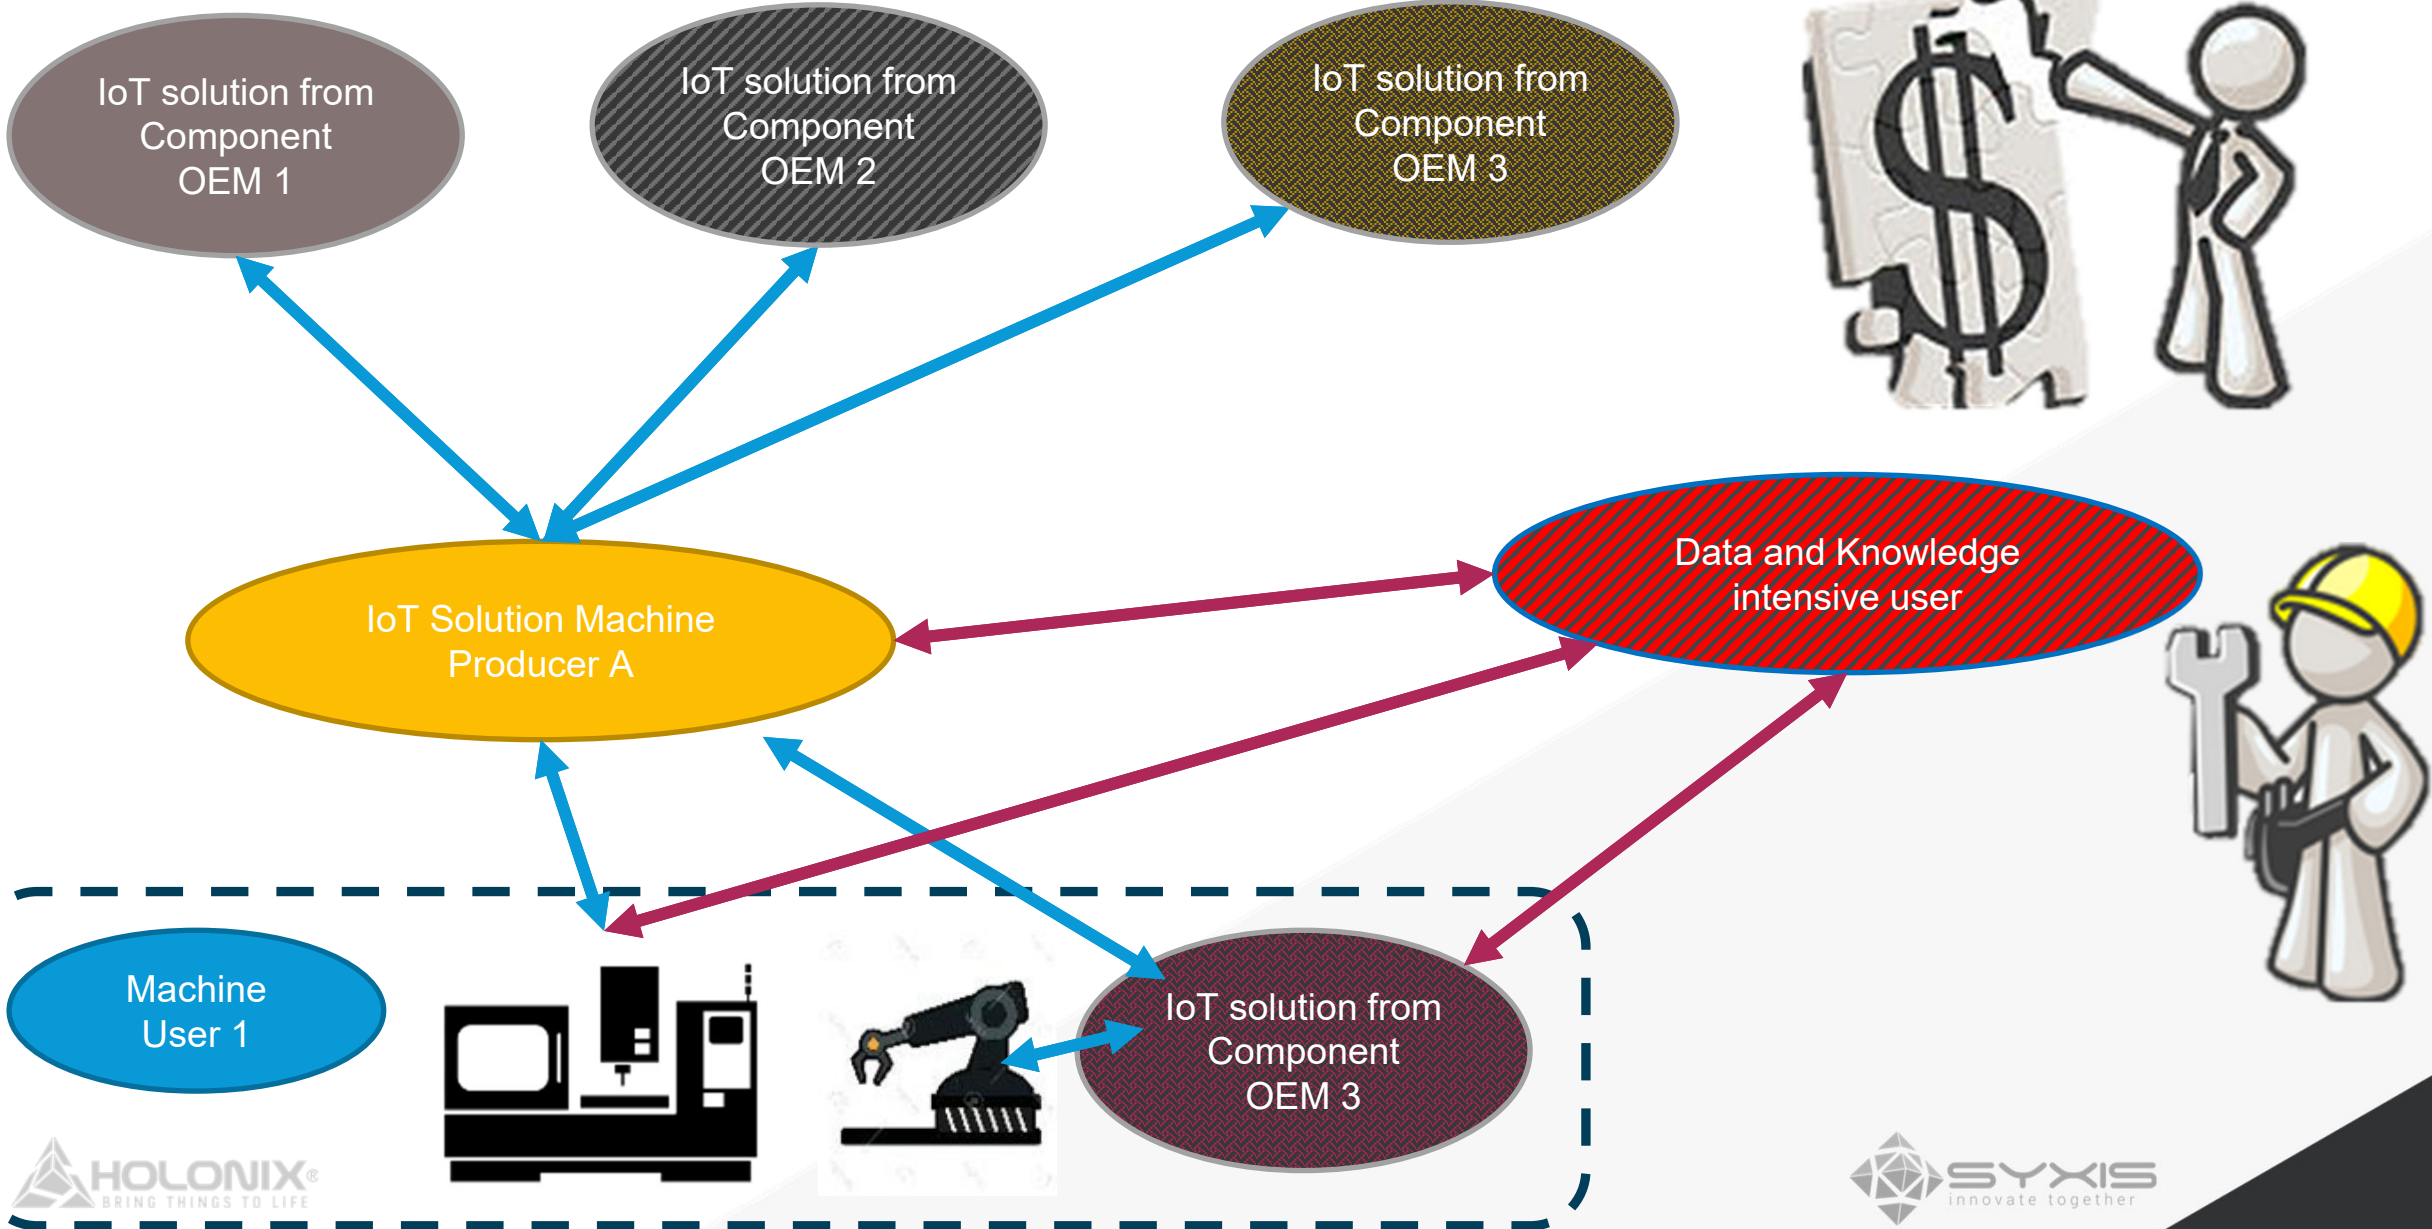 IoT solution from
Component
OEM 1
IoT solution from
Component
OEM 2
IoT solution from
Component
OEM 3
Data and Knowledge
intensive user
IoT Solution Machine
Producer A
Machine
User 1
IoT solution from
Component
OEM 3
HOLONIX®
BRING THINGS TO LIFE
SYXIS
innovate together